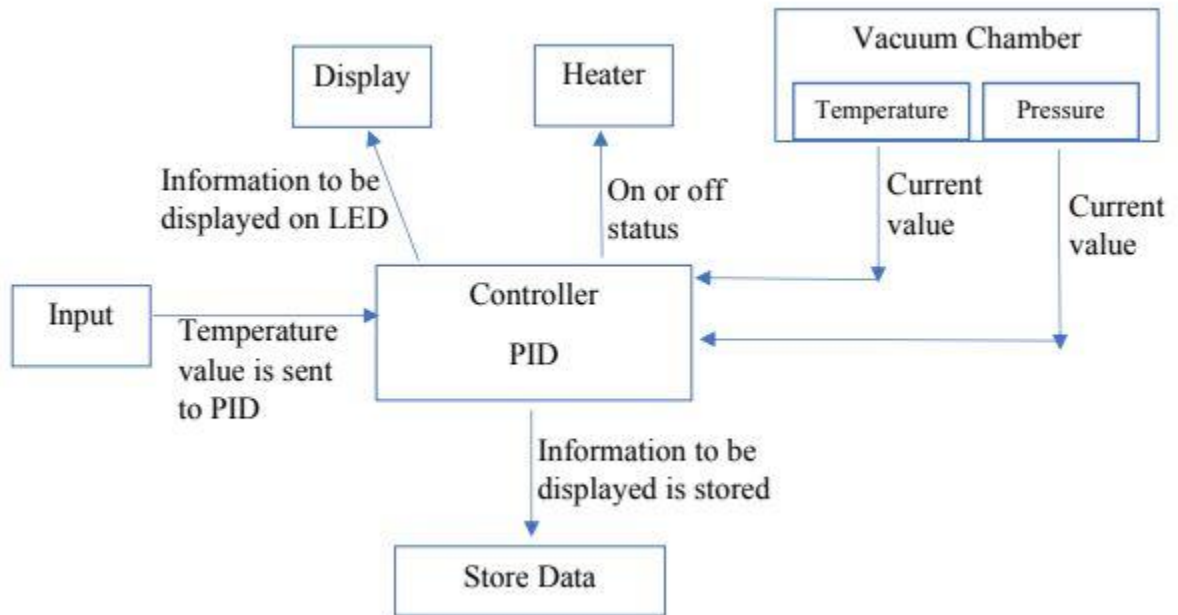 Vacuum Chamber
Display
Heater
Temperature
Pressure
Information to be
displayed on LED
On or off
status
Current
value
Current
value
Input
Temperature
value is sent
to PID
Controller
PID
Information to be
displayed is stored
Store Data